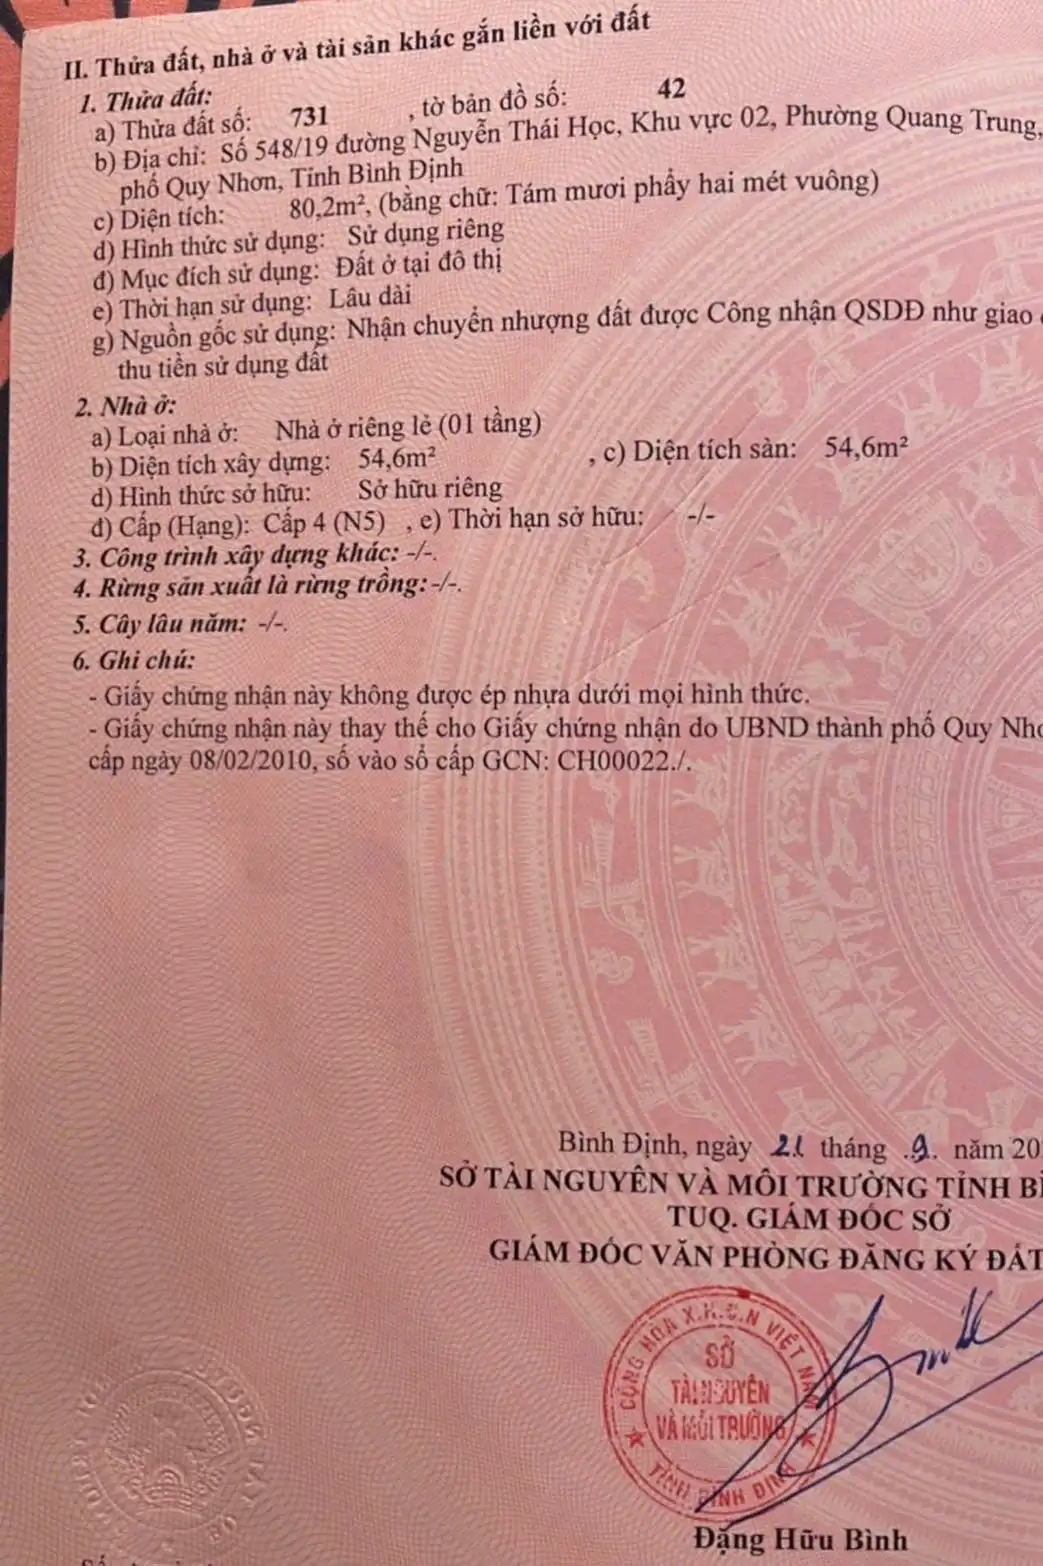 II. Thửa đất, nhà ở và tài sản khác gắn liền với đất
1. Thửa đất:
a) Thửa đất số: 731 , tờ bản đồ số: 42
b) Địa chỉ: Số 548/19 đường Nguyễn Thái Học, Khu vực 02, Phường Quang Trung,
phố Quy Nhơn, Tỉnh Bình Định
c) Diện tích: 80,2m², (bằng chữ: Tám mươi phẩy hai mét vuông)
d) Hình thức sử dụng: Sử dụng riêng
đ) Mục đích sử dụng: Đất ở tại đô thị
e) Thời hạn sử dụng: Lâu dài
g) Nguồn gốc sử dụng: Nhận chuyển nhượng đất được Công nhận QSDĐ như giao
thu tiền sử dụng đất
2. Nhà ở:
a) Loại nhà ở: Nhà ở riêng lẻ (01 tầng)
b) Diện tích xây dựng: 54,6m² , c) Diện tích sàn: 54,6m²
d) Hình thức sở hữu: Sở hữu riêng
đ) Cấp (Hạng): Cấp 4 (N5) , e) Thời hạn sở hữu: -/-
3. Công trình xây dựng khác: -/-.
4. Rừng sản xuất là rừng trồng: -/-.
5. Cây lâu năm: -/-.
6. Ghi chú:
- Giấy chứng nhận này không được ép nhựa dưới mọi hình thức.
- Giấy chứng nhận này thay thế cho Giấy chứng nhận do UBND thành phố Quy Nhơ
cấp ngày 08/02/2010, số vào sổ cấp GCN: CH00022./.
Bình Định, ngày 21 tháng .9. năm 20
SỞ TÀI NGUYÊN VÀ MÔI TRƯỜNG TỈNH BÌ
TUQ. GIÁM ĐỐC SỞ
GIÁM ĐỐC VĂN PHÒNG ĐĂNG KÝ ĐẤT
CỘNG HÒA X.H.C.N VIỆT NAM
SỞ
TÀI NGUYÊN
VÀ MÔI TRƯỜNG
TỈNH BÌNH ĐỊNH
Đặng Hữu Bình